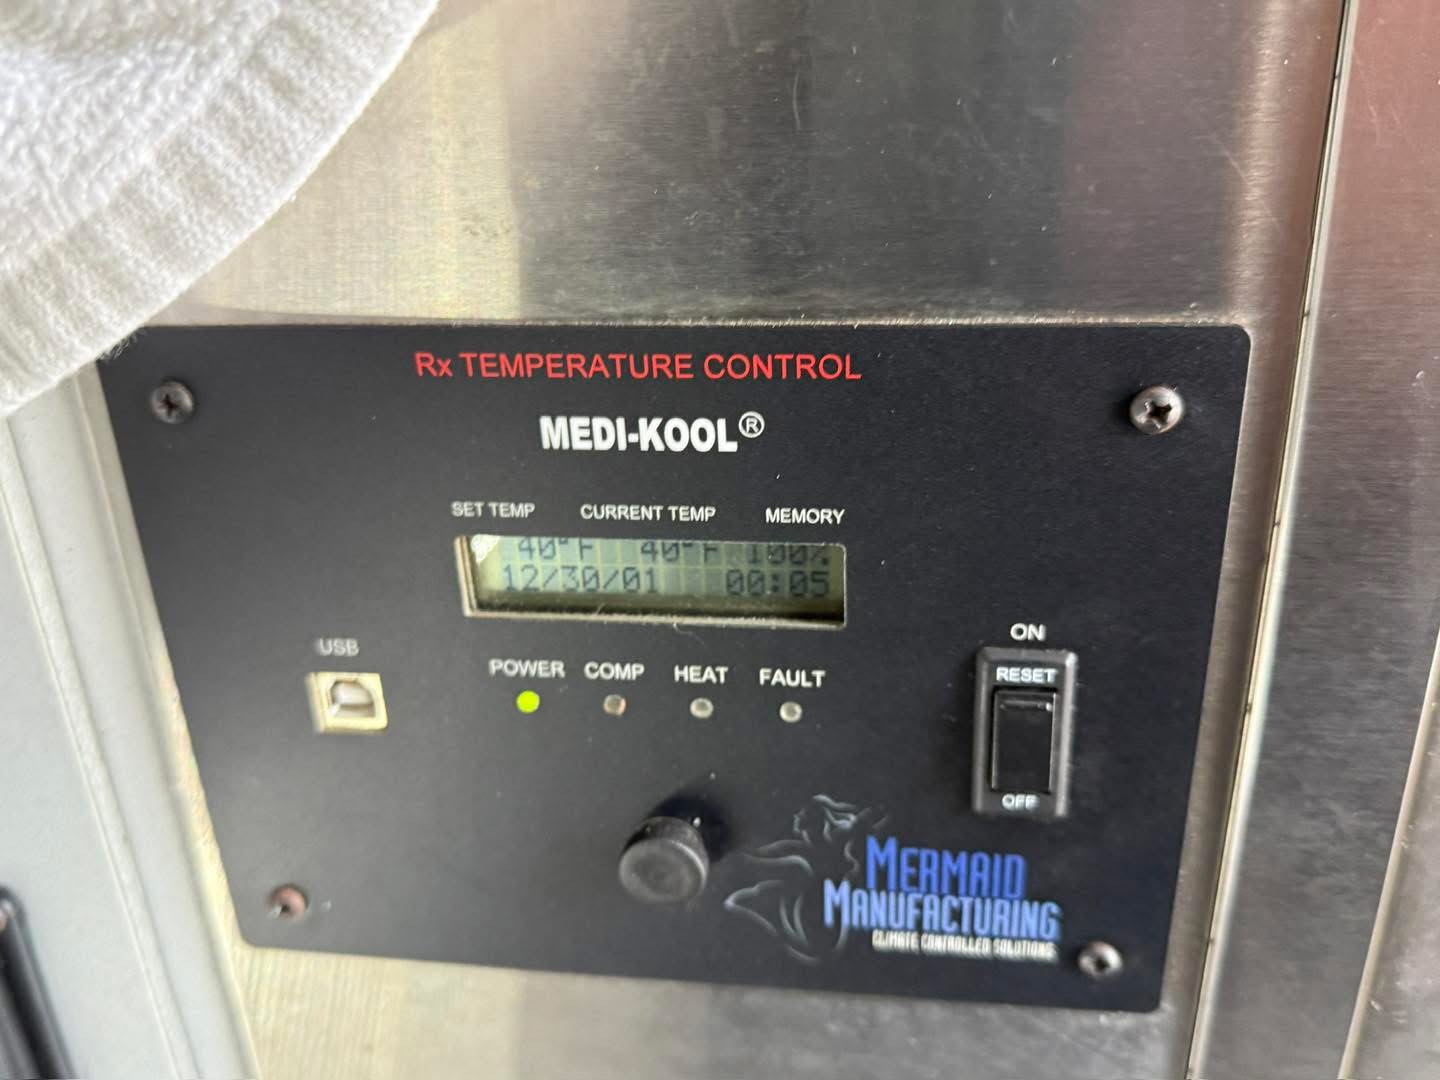 Rx TEMPERATURE CONTROL
MEDI-KOOL®
SET TEMP CURRENT TEMP MEMORY
40°F 40°F 100%
12/30/01 00:05
USB
POWER COMP HEAT FAULT
ON
RESET
OFF
MERMAID
MANUFACTURING
CLIMATE CONTROLLED SOLUTIONS